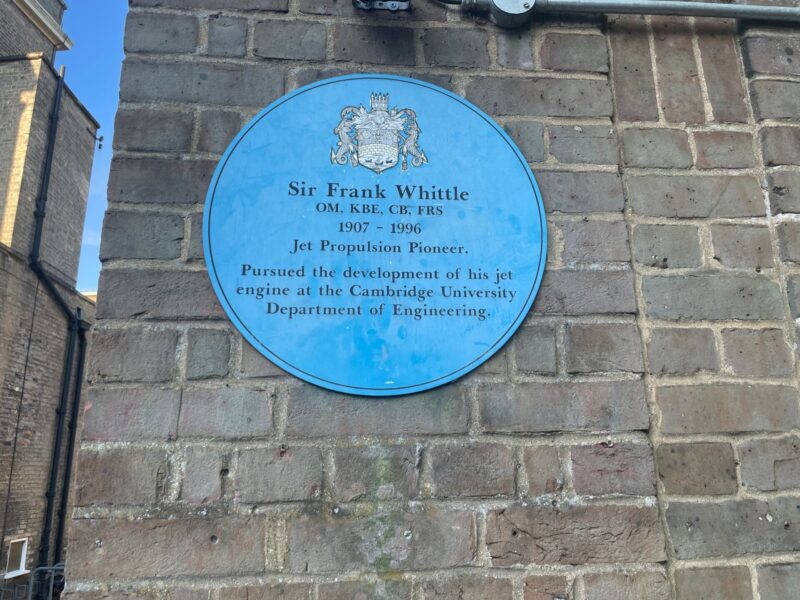 Sir Frank Whittle
OM, KBE, CB, FRS
1907 - 1996
Jet Propulsion Pioneer.
Pursued the development of his jet
engine at the Cambridge University
Department of Engineering.